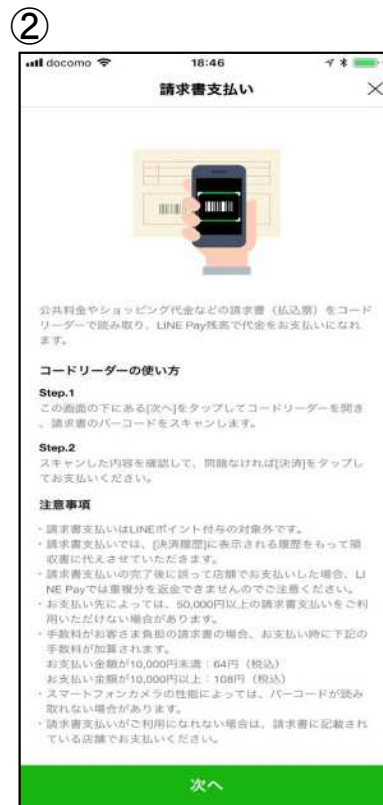 ②
docomo
18:46
請求書支払い
公共料金やショッピング代金などの請求書（払込票）をコード
リーダーで読み取り、LINE Pay残高で代金をお支払いになれ
ます。
コードリーダーの使い方
Step.1
この画面の下にある[次へ]をタップしてコードリーダーを開き
、請求書のバーコードをスキャンします。
Step.2
スキャンした内容を確認して、問題なければ[決済]をタップし
てお支払いください。
注意事項
・請求書支払いはLINEポイント付与の対象外です。
・請求書支払いでは、[決済履歴]に表示される履歴をもって領
収書に代えさせていただきます。
・請求書支払いの完了後に誤って店舗でお支払いした場合、LI
NE Payでは重複分を返金できませんのでご注意ください。
・お支払い先によっては、50,000円以上の請求書支払いをご利
用いただけない場合があります。
・手数料がお客さま負担の請求書の場合、お支払い時に下記の
手数料が加算されます。
お支払い金額が10,000円未満：64円（税込）
お支払い金額が10,000円以上：108円（税込）
・スマートフォンカメラの性能によっては、バーコードが読み
取れない場合があります。
・請求書支払いがご利用になれない場合は、請求書に記載され
ている店舗でお支払いください。
次へ